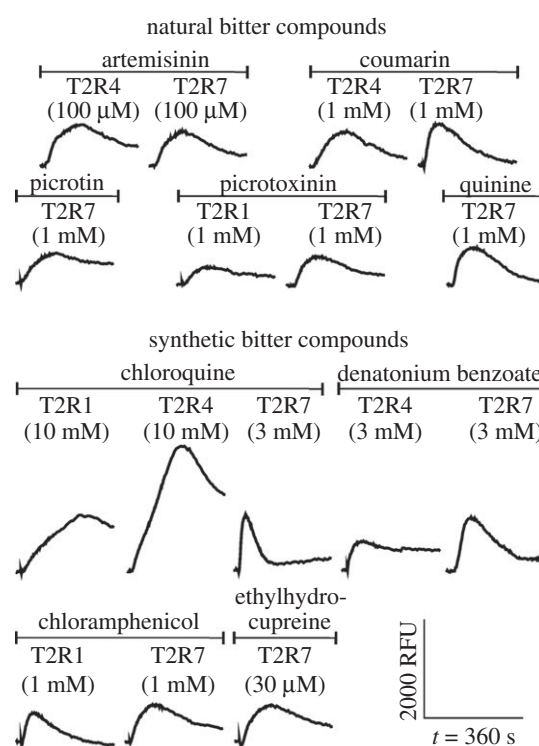 natural bitter compounds
artemisinin coumarin
T2R4 T2R7 T2R4 T2R7
(100 μM) (100 μM) (1 mM) (1 mM)
picrotin picrotoxinin quinine
T2R7 T2R1 T2R7 T2R7
(1 mM) (1 mM) (1 mM) (1 mM)
synthetic bitter compounds
chloroquine denatonium benzoate
T2R1 T2R4 T2R7 T2R4 T2R7
(10 mM) (10 mM) (3 mM) (3 mM) (3 mM)
chloramphenicol ethylhydro-
cupreine
T2R1 T2R7 T2R7
(1 mM) (1 mM) (30 μM)
2000 RFU
t = 360 s